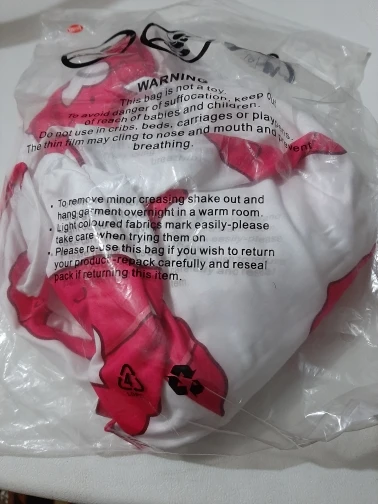 WARNING
This bag is not a toy.
To avoid danger of suffocation, keep out
of reach of babies and children.
Do not use in cribs, beds, carriages or
The thin film may cling to nose and mouth and prevent
breathing.
• To remove minor creasing shake out and
hang garment overnight in a warm room.
• Light coloured fabrics mark easily-please
take care when trying them on
• Please re-use this bag if you wish to return
your product-repack carefully and reseal
pack if returning this item.
4